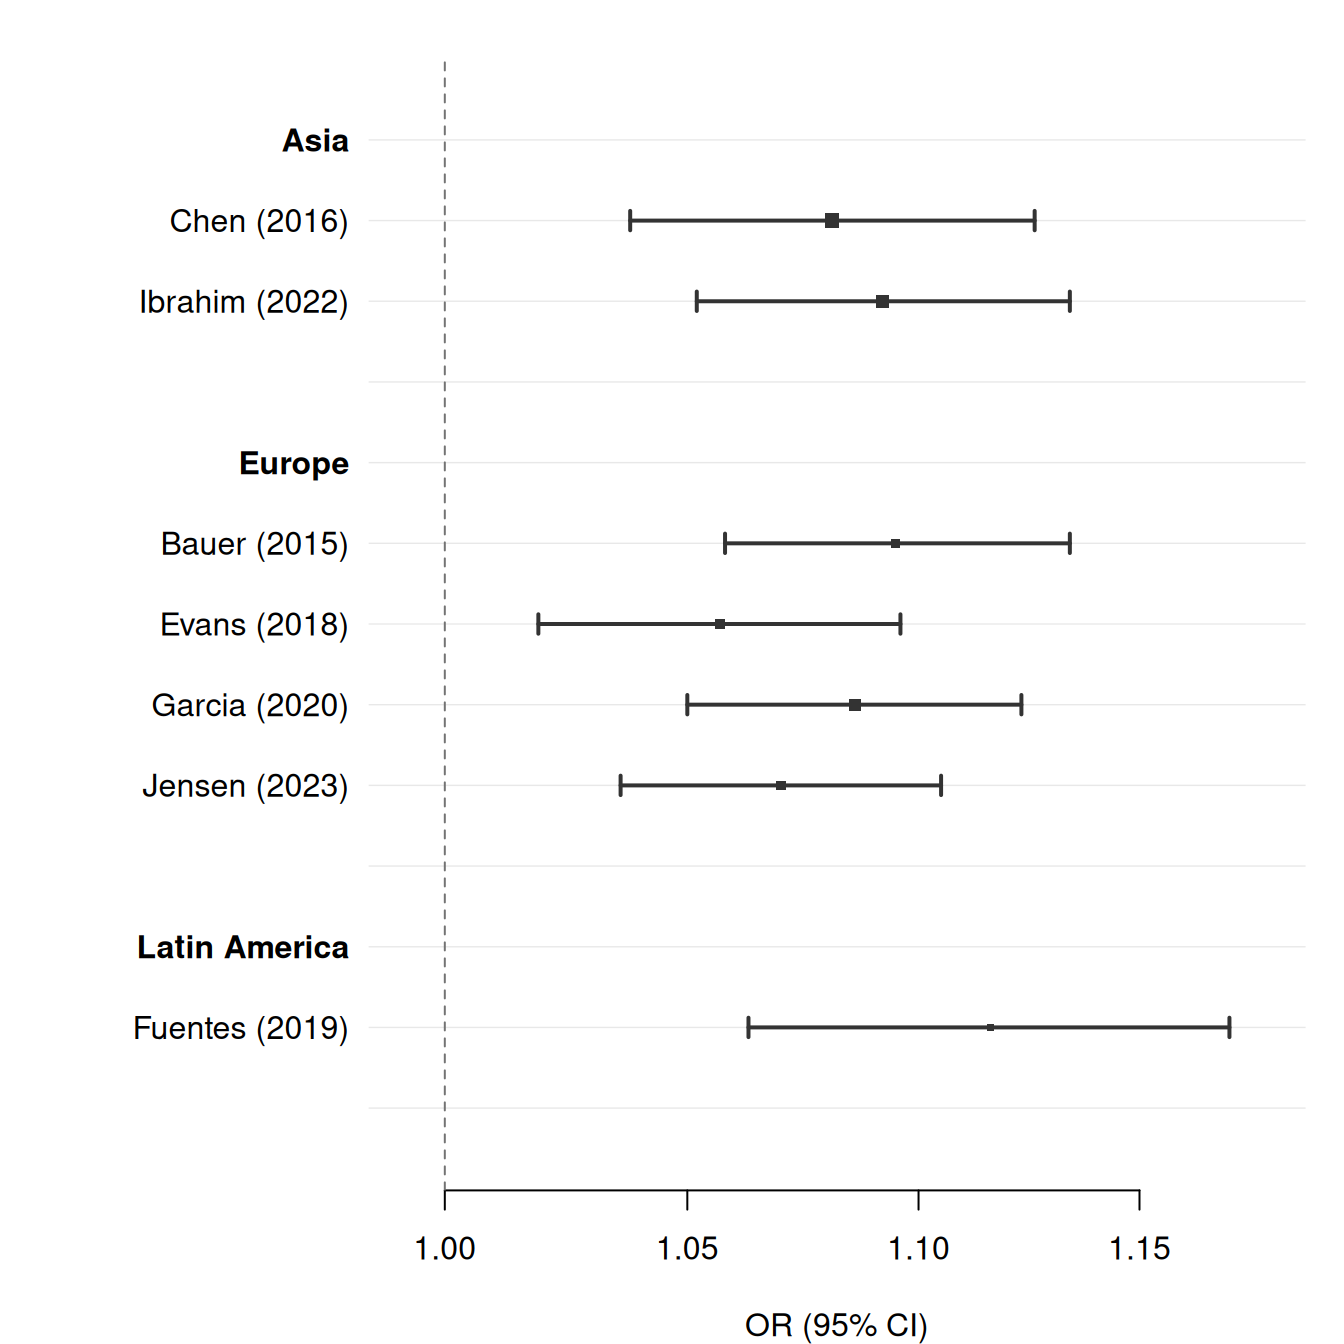 Asia
Chen (2016)
Ibrahim (2022)
Europe
Bauer (2015)
Evans (2018)
Garcia (2020)
Jensen (2023)
Latin America
Fuentes (2019)
1.00 1.05 1.10 1.15
OR (95% CI)